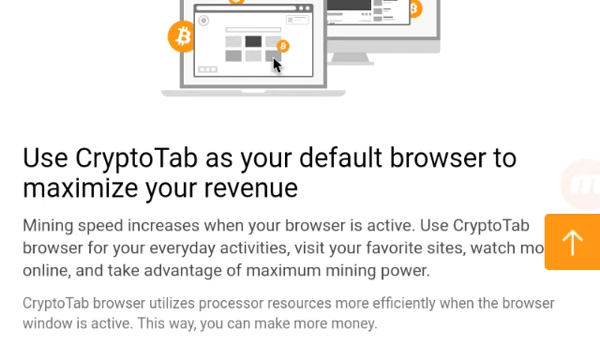 Use CryptoTab as your default browser to
maximize your revenue
Mining speed increases when your browser is active. Use CryptoTab
browser for your everyday activities, visit your favorite sites, watch mo
online, and take advantage of maximum mining power.
CryptoTab browser utilizes processor resources more efficiently when the browser
window is active. This way, you can make more money.